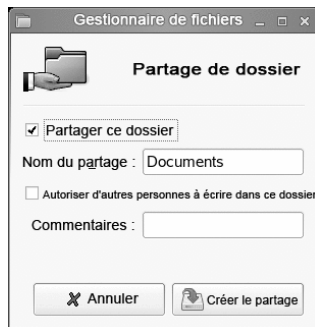 Gestionnaire de fichiers
Partage de dossier
Partager ce dossier
Nom du partage : Documents
Autoriser d'autres personnes à écrire dans ce dossier
Commentaires :
Annuler Créer le partage